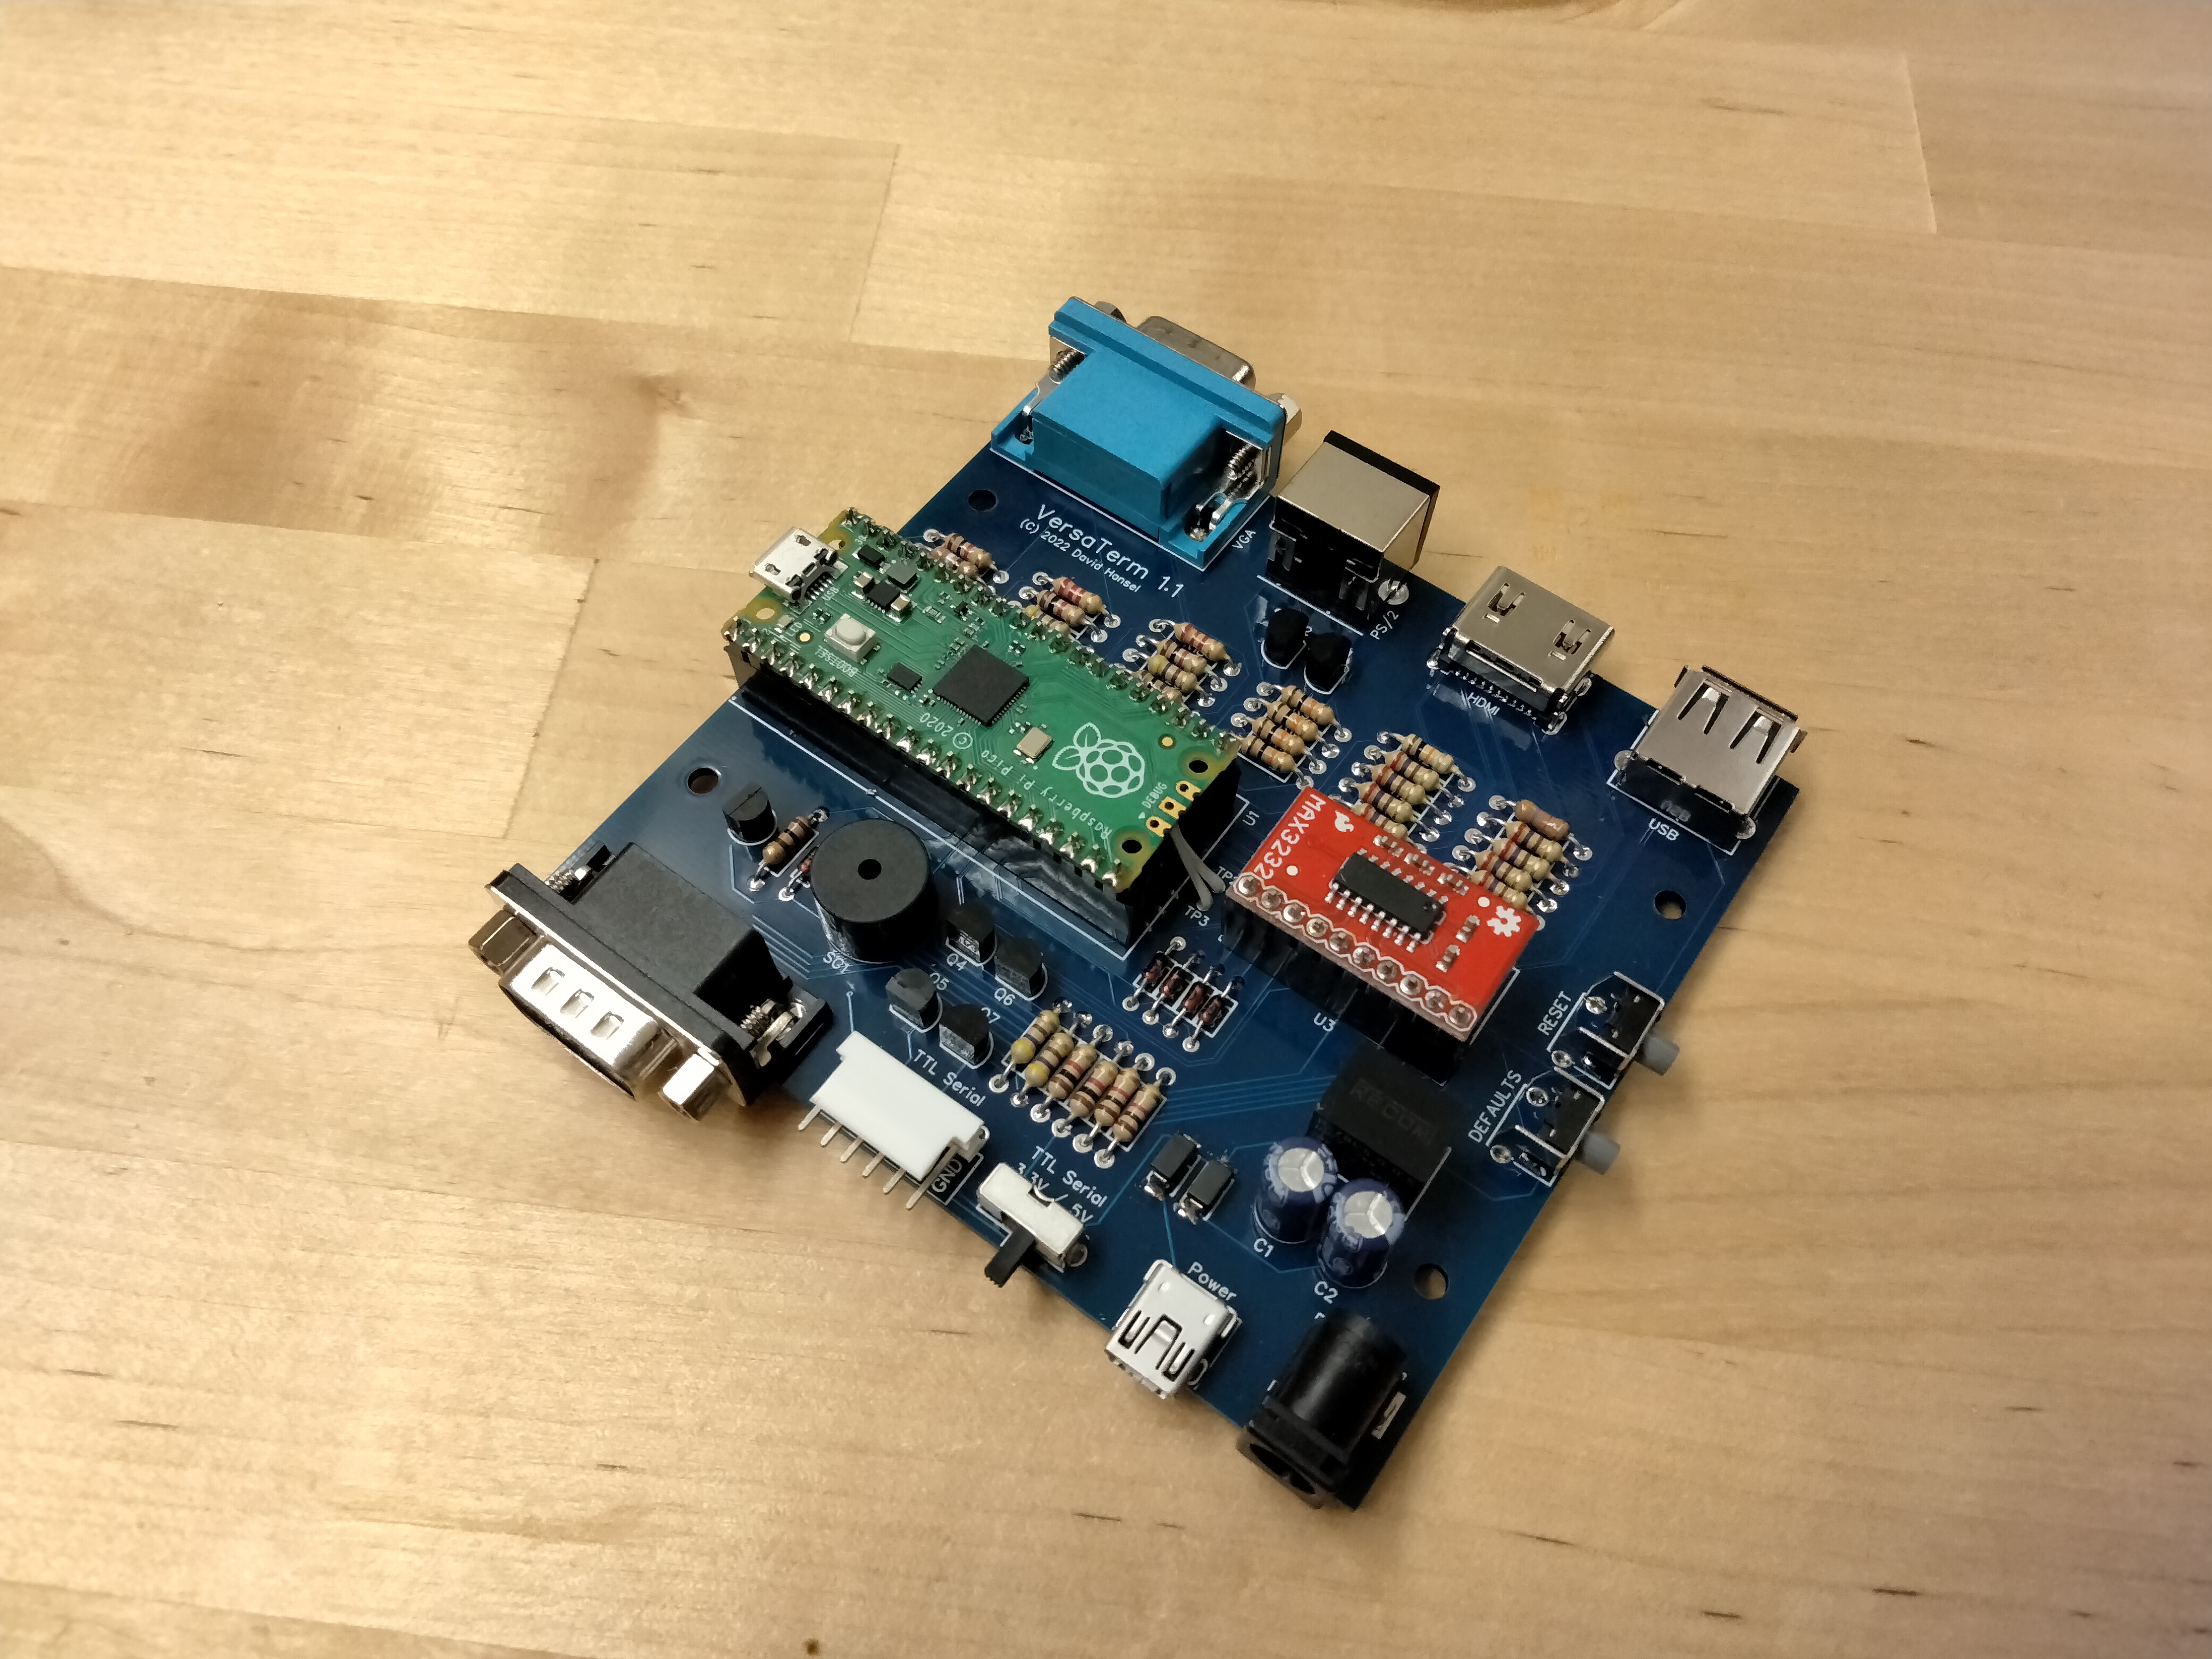 VersaTerm 1.1
(C) 2022 David Hansel
VGA
PS/2
HDMI
USB
USB
BOOTSEL
Raspberry Pi Pico © 2020
DEBUG
U1
MAX3232
TP3
U3
SQ1
Q4
Q5
Q6
Q7
TTL Serial
GND
TTL Serial
3.3V / 5V
RESET
DEFAULTS
RECOM
C1
C2
Power